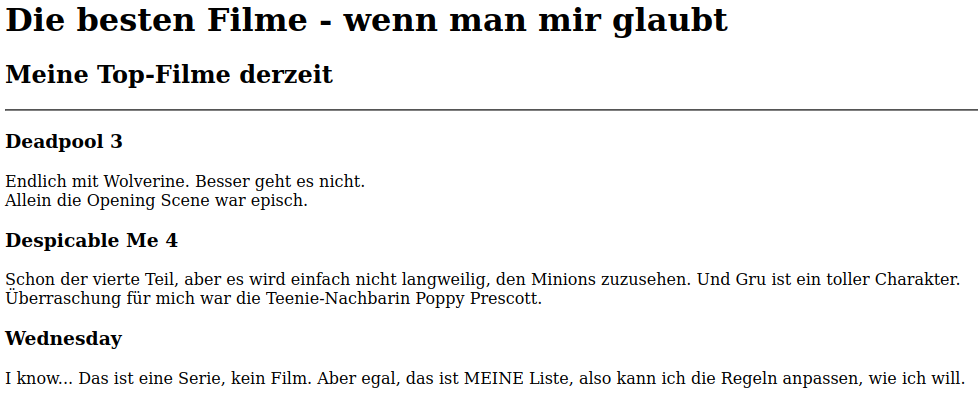 Die besten Filme - wenn man mir glaubt
Meine Top-Filme derzeit
Deadpool 3
Endlich mit Wolverine. Besser geht es nicht.
Allein die Opening Scene war episch.
Despicable Me 4
Schon der vierte Teil, aber es wird einfach nicht langweilig, den Minions zuzusehen. Und Gru ist ein toller Charakter.
Überraschung für mich war die Teenie-Nachbarin Poppy Prescott.
Wednesday
I know... Das ist eine Serie, kein Film. Aber egal, das ist MEINE Liste, also kann ich die Regeln anpassen, wie ich will.